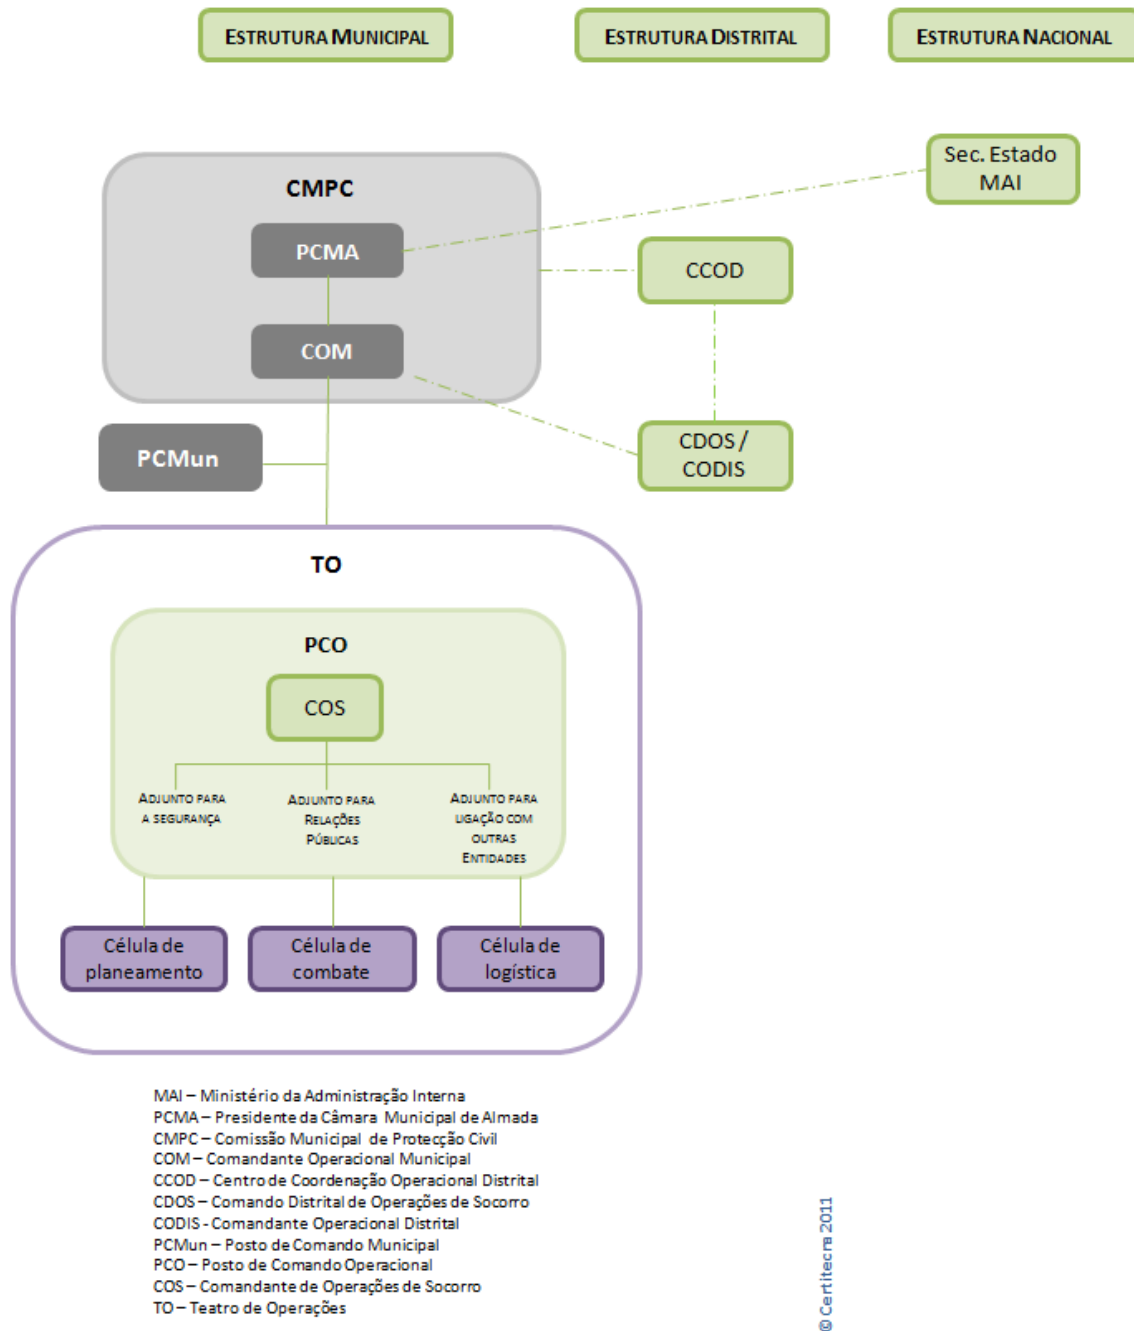 ESTRUTURA MUNICIPAL
ESTRUTURA DISTRITAL
ESTRUTURA NACIONAL
Sec. Estado
MAI
CMPC
PCMA
CCOD
COM
CDOS /
CODIS
PCMun
TO
PCO
COS
ADJUNTO PARA
A SEGURANÇA
ADJUNTO PARA
RELAÇÕES
PÚBLICAS
ADJUNTO PARA
LIGAÇÃO COM
OUTRAS
ENTIDADES
Célula de
planeamento
Célula de
combate
Célula de
logística
MAI – Ministério da Administração Interna
PCMA – Presidente da Câmara Municipal de Almada
CMPC – Comissão Municipal de Protecção Civil
COM – Comandante Operacional Municipal
CCOD – Centro de Coordenação Operacional Distrital
CDOS – Comando Distrital de Operações de Socorro
CODIS - Comandante Operacional Distrital
PCMun – Posto de Comando Municipal
PCO – Posto de Comando Operacional
COS – Comandante de Operações de Socorro
TO – Teatro de Operações
© Certitecna 2011